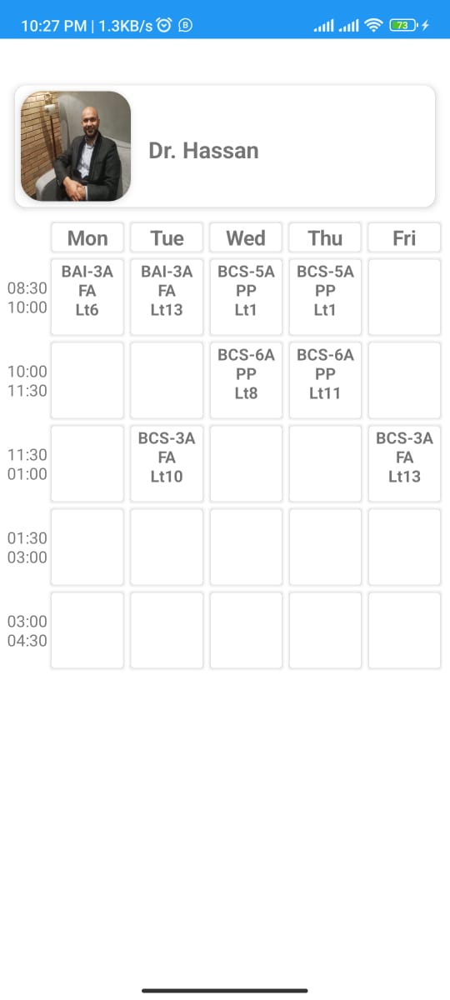 10:27 PM | 1.3KB/s B 73
Dr. Hassan
Mon Tue Wed Thu Fri
08:30
10:00
BAI-3A
FA
Lt6
BAI-3A
FA
Lt13
BCS-5A
PP
Lt1
BCS-5A
PP
Lt1
10:00
11:30
BCS-6A
PP
Lt8
BCS-6A
PP
Lt11
11:30
01:00
BCS-3A
FA
Lt10
BCS-3A
FA
Lt13
01:30
03:00
03:00
04:30